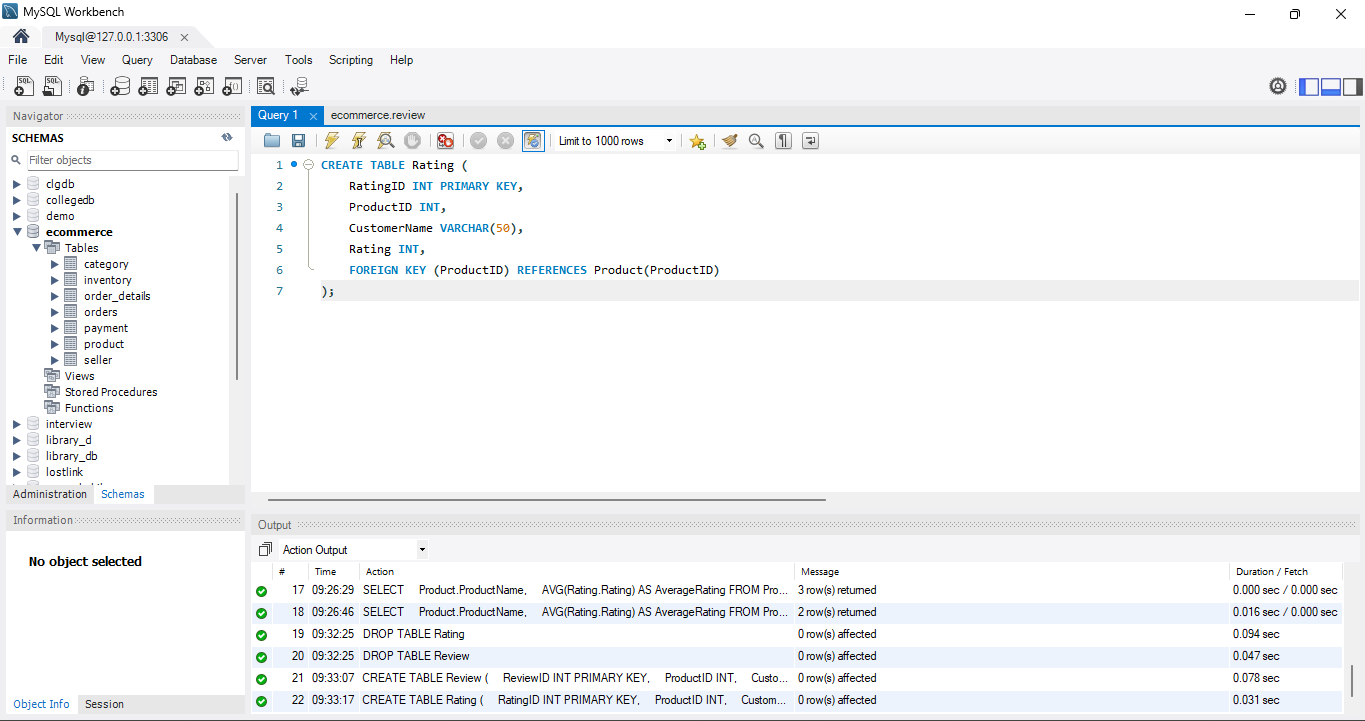 MySQL Workbench
Mysql@127.0.0.1:3306
File Edit View Query Database Server Tools Scripting Help
Navigator
SCHEMAS
Filter objects
clgdb
collegedb
demo
ecommerce
Tables
category
inventory
order_details
orders
payment
product
seller
Views
Stored Procedures
Functions
interview
library_d
library_db
lostlink
Administration Schemas
Information
No object selected
Object Info Session
Query 1 ecommerce.review
Limit to 1000 rows
1 CREATE TABLE Rating (
2 RatingID INT PRIMARY KEY,
3 ProductID INT,
4 CustomerName VARCHAR(50),
5 Rating INT,
6 FOREIGN KEY (ProductID) REFERENCES Product(ProductID)
7 );
Output
Action Output
# Time Action Message Duration / Fetch
17 09:26:29 SELECT Product.ProductName, AVG(Rating.Rating) AS AverageRating FROM Pro... 3 row(s) returned 0.000 sec / 0.000 sec
18 09:26:46 SELECT Product.ProductName, AVG(Rating.Rating) AS AverageRating FROM Pro... 2 row(s) returned 0.016 sec / 0.000 sec
19 09:32:25 DROP TABLE Rating 0 row(s) affected 0.094 sec
20 09:32:25 DROP TABLE Review 0 row(s) affected 0.047 sec
21 09:33:07 CREATE TABLE Review ( ReviewID INT PRIMARY KEY, ProductID INT, Custo... 0 row(s) affected 0.078 sec
22 09:33:17 CREATE TABLE Rating ( RatingID INT PRIMARY KEY, ProductID INT, Custom... 0 row(s) affected 0.031 sec